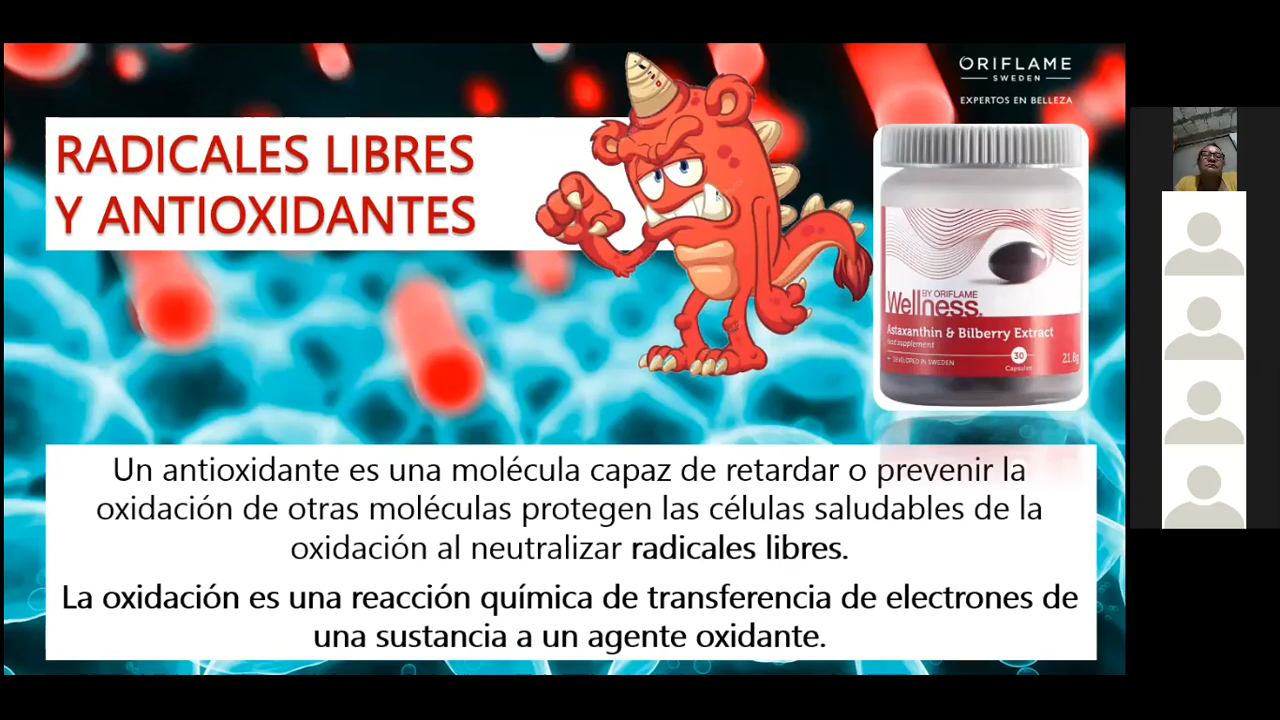 ORIFLAME
SWEDEN
EXPERTOS EN BELLEZA
RADICALES LIBRES
Y ANTIOXIDANTES
BY ORIFLAME
Wellness
Astaxanthin & Bilberry Extract
food supplement
DEVELOPED IN SWEDEN
30
Capsules
21.8g
Un antioxidante es una molécula capaz de retardar o prevenir la
oxidación de otras moléculas protegen las células saludables de la
oxidación al neutralizar radicales libres.
La oxidación es una reacción química de transferencia de electrones de
una sustancia a un agente oxidante.